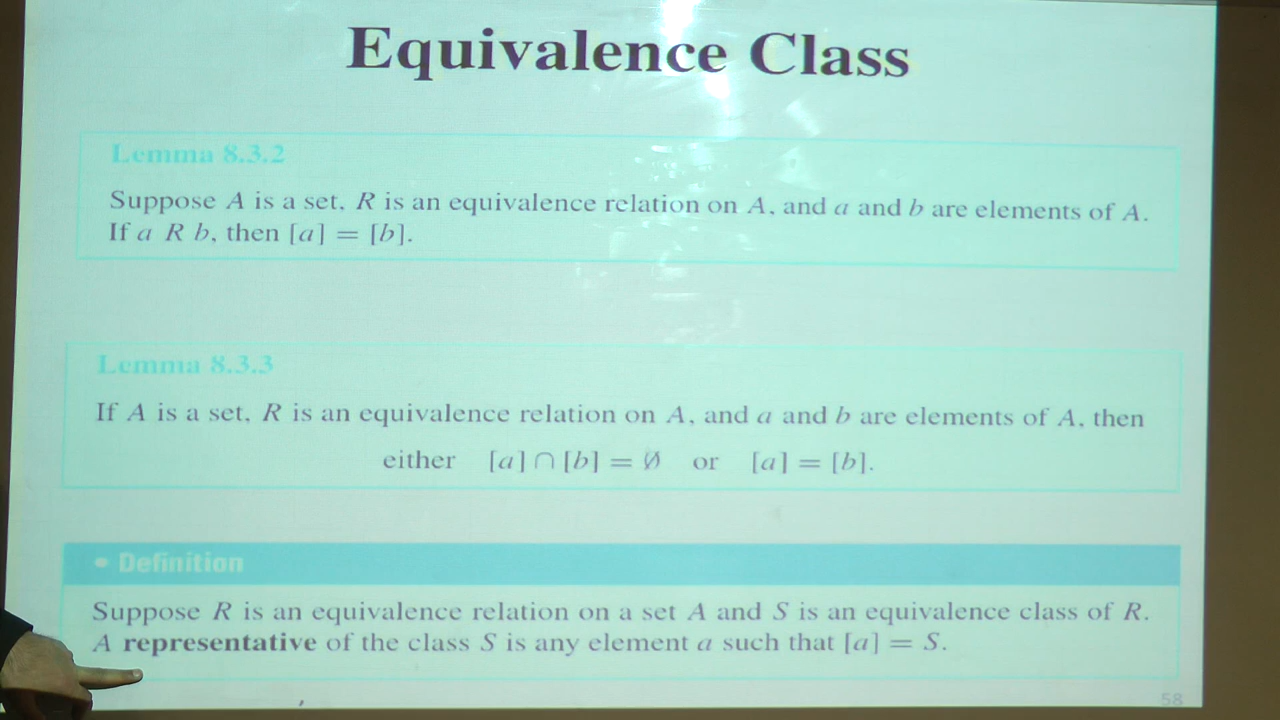 Equivalence Class
Lemma 8.3.2
Suppose A is a set, R is an equivalence relation on A, and a and b are elements of A.
If a R b, then [a] = [b].
Lemma 8.3.3
If A is a set, R is an equivalence relation on A, and a and b are elements of A, then
either [a] ∩ [b] = ∅ or [a] = [b].
• Definition
Suppose R is an equivalence relation on a set A and S is an equivalence class of R.
A representative of the class S is any element a such that [a] = S.
58